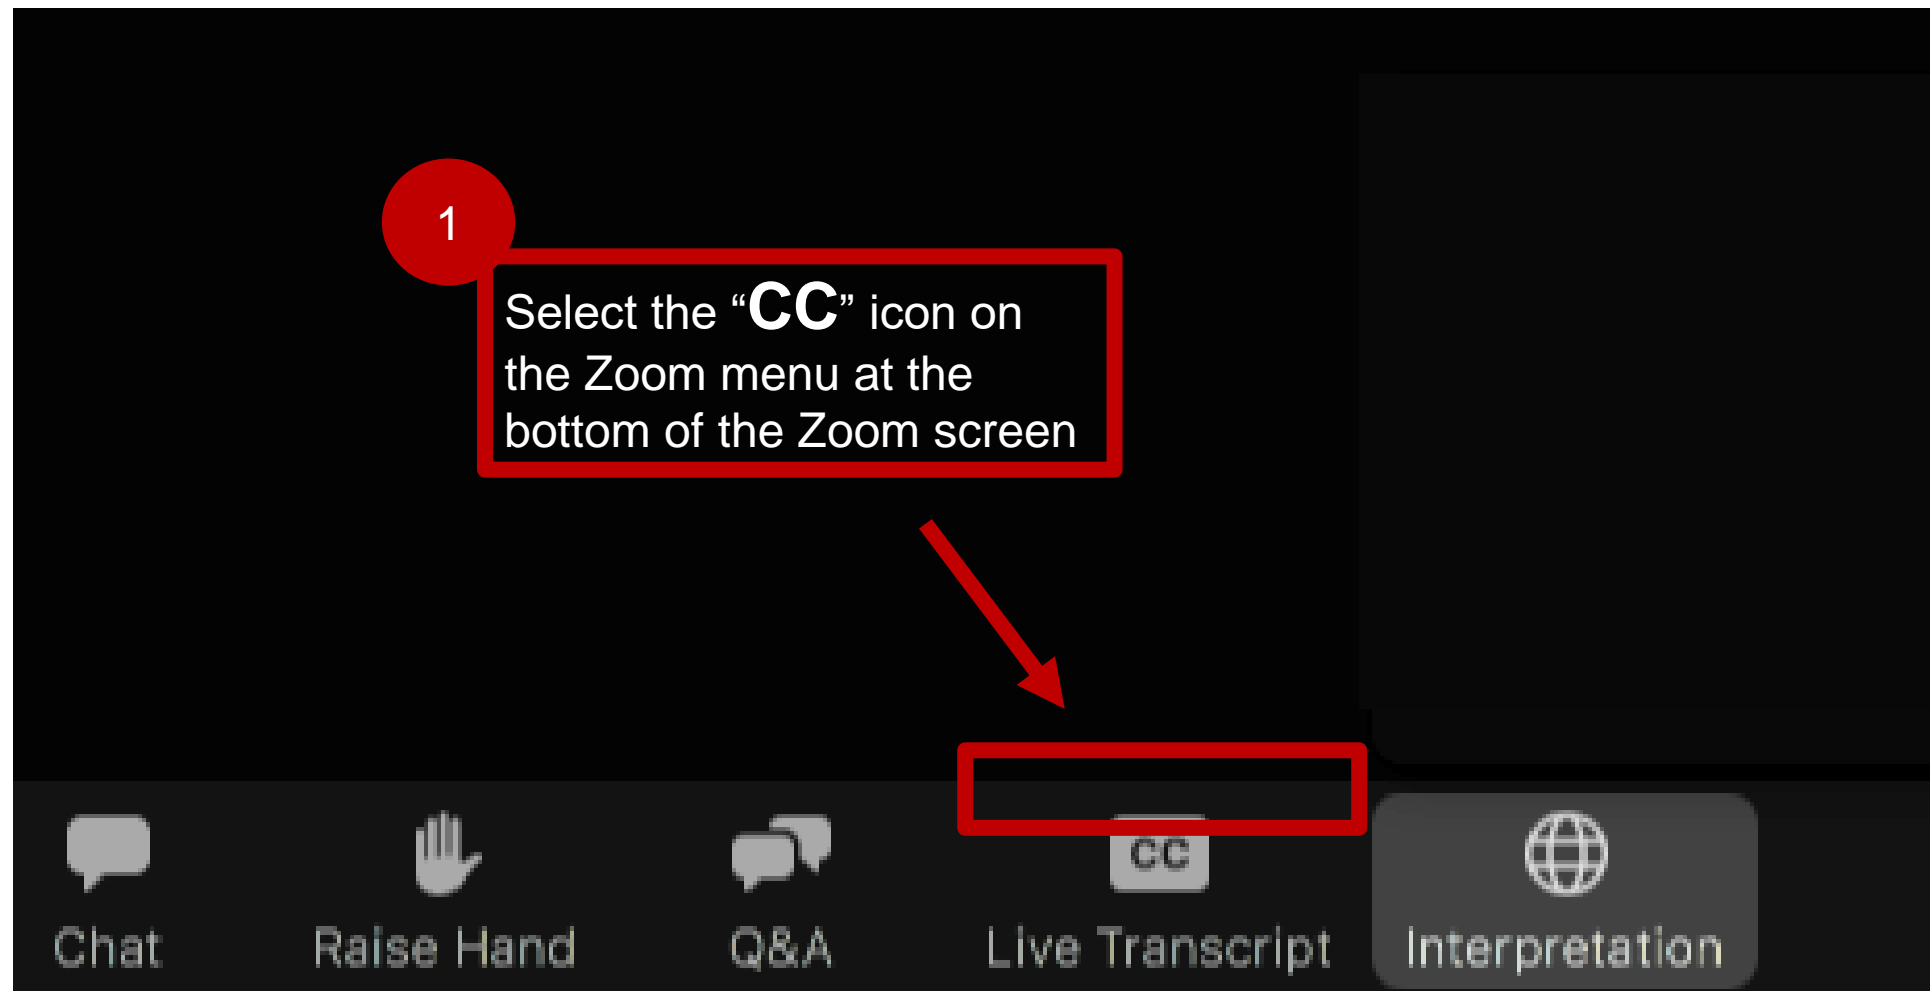 1
Select the “CC” icon on
the Zoom menu at the
bottom of the Zoom screen
CC
Chat
Raise Hand
Q&A
Live Transcript
Interpretation